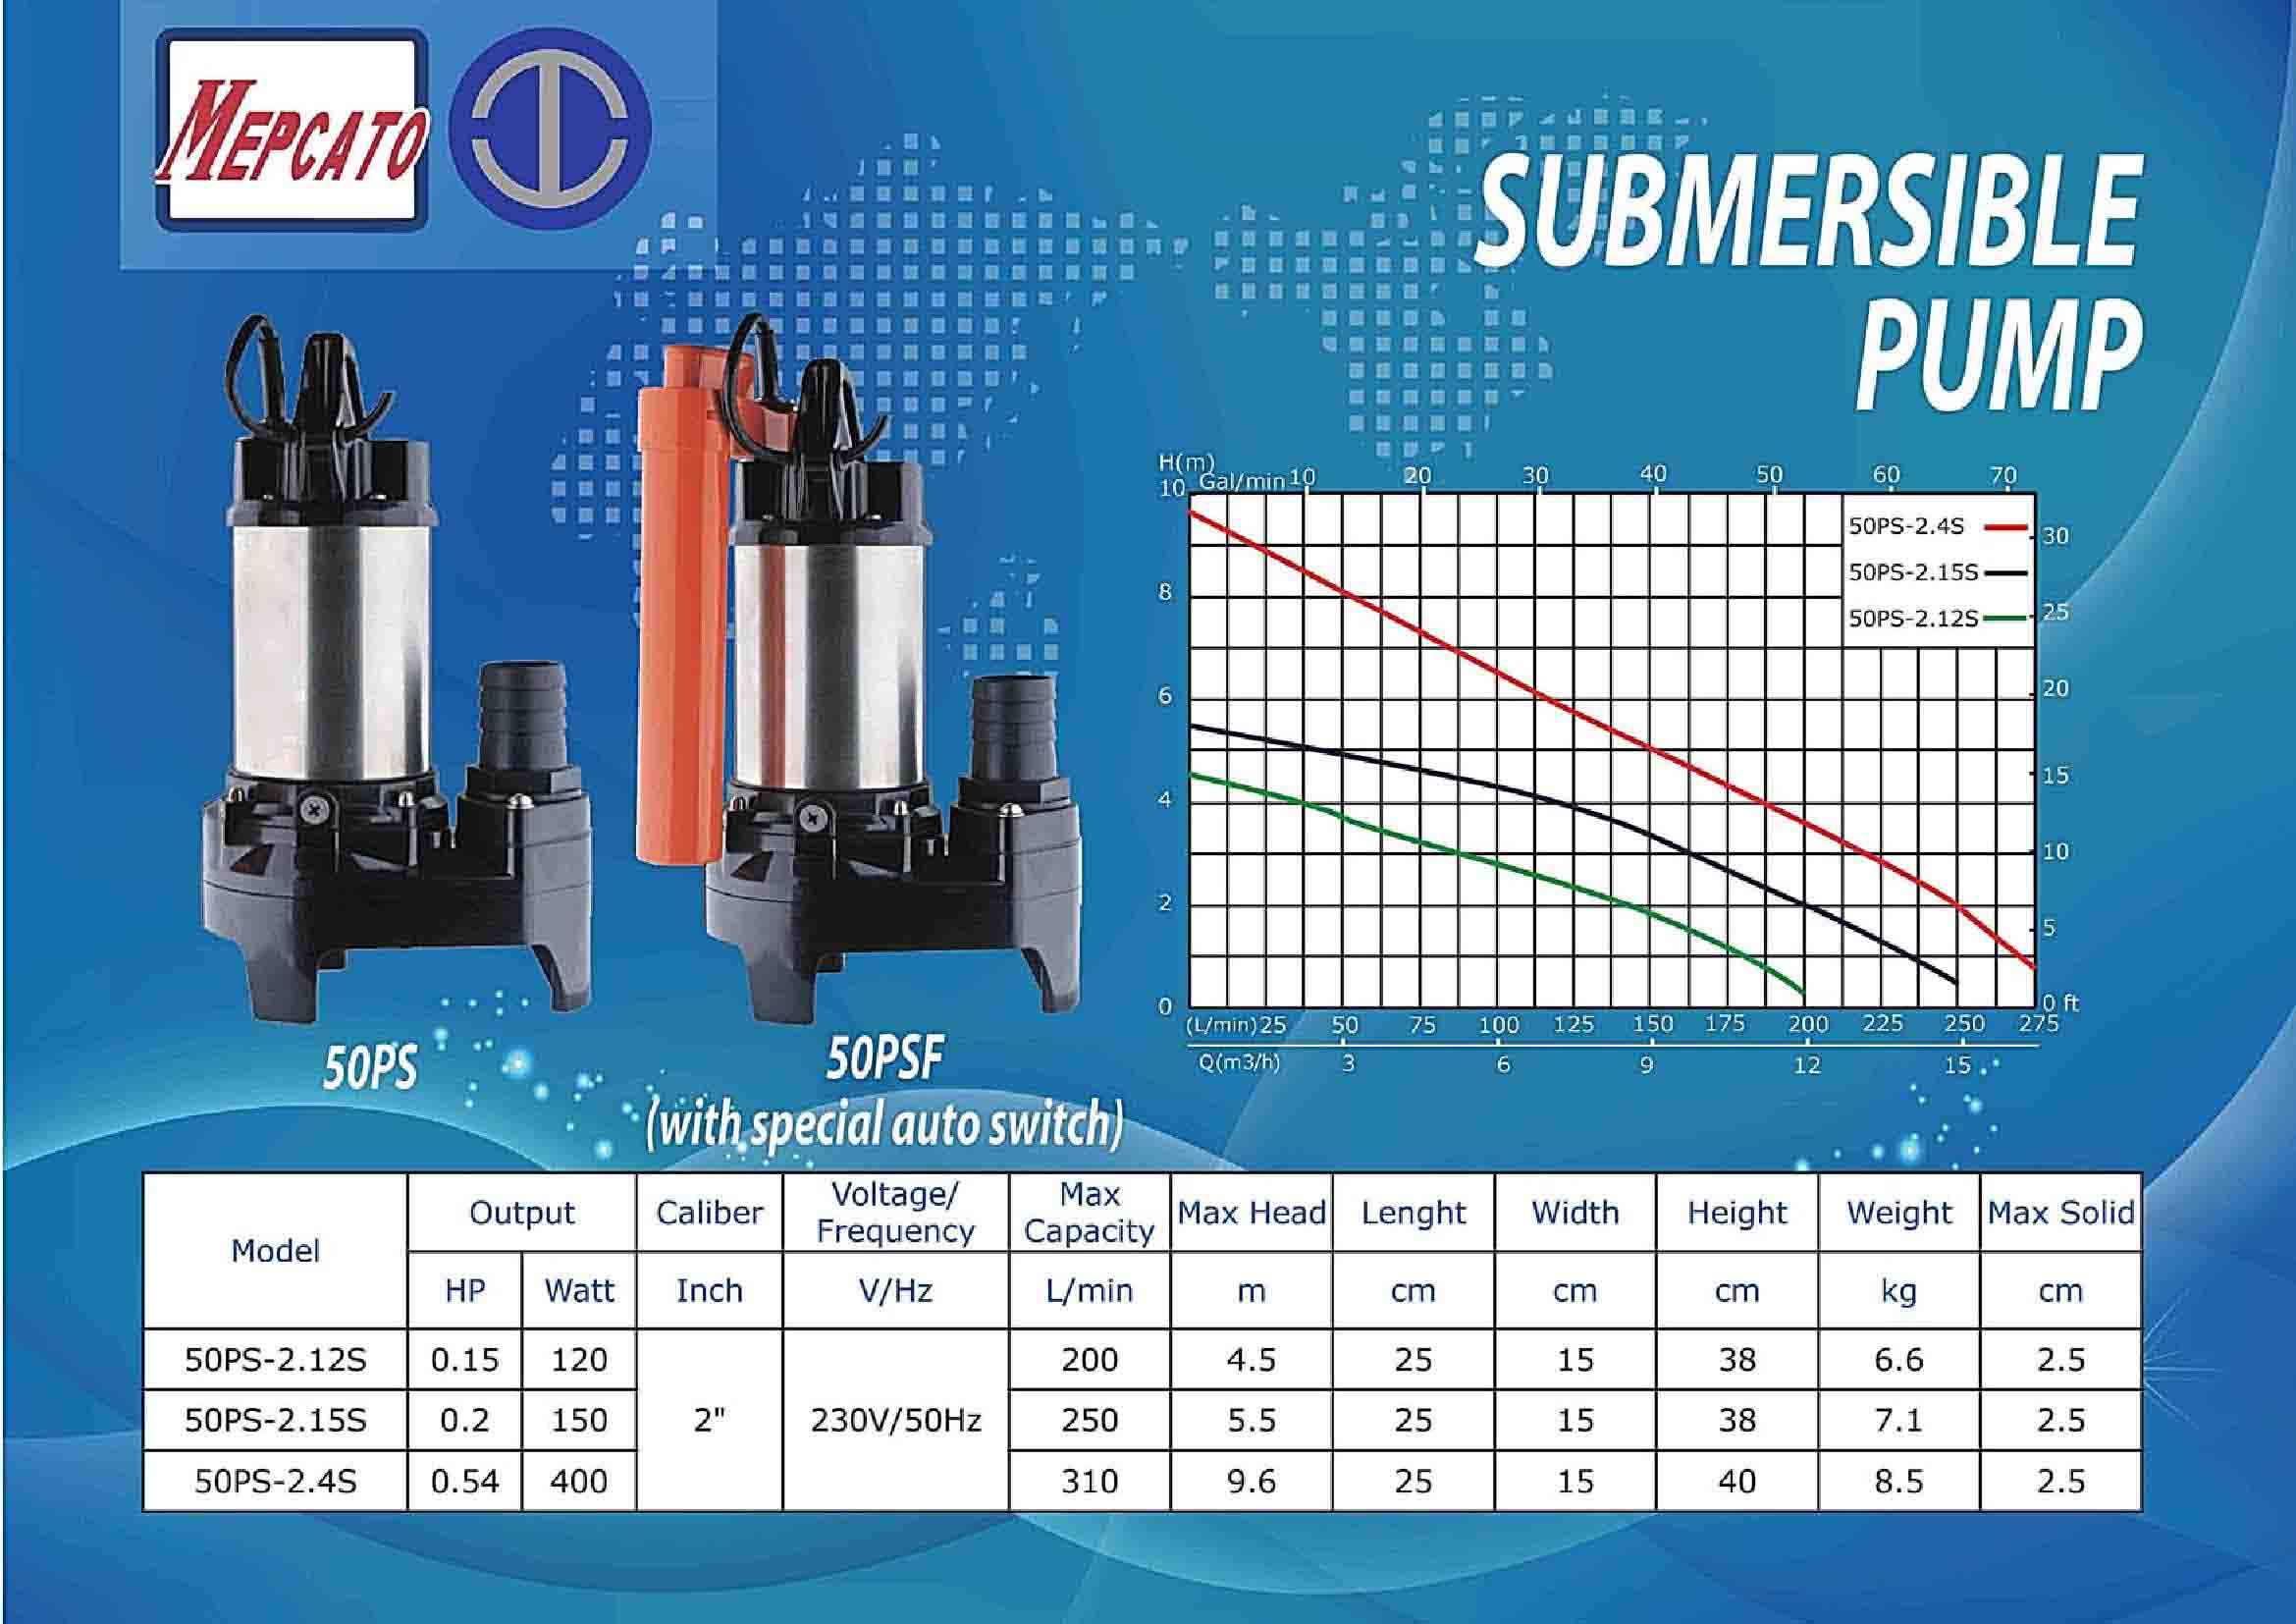 MEPCATO
SUBMERSIBLE
PUMP
H(m)
Gal/min 10 20 30 40 50 60 70
10
8
6
4
2
0
50PS-2.4S
50PS-2.15S
50PS-2.12S
30
25
20
15
10
5
0 ft
(L/min) 25 50 75 100 125 150 175 200 225 250 275
Q(m3/h) 3 6 9 12 15
50PS
50PSF
(with special auto switch)
Model Output Caliber Voltage/ Frequency Max Capacity Max Head Lenght Width Height Weight Max Solid
HP Watt Inch V/Hz L/min m cm cm cm kg cm
50PS-2.12S 0.15 120 200 4.5 25 15 38 6.6 2.5
50PS-2.15S 0.2 150 2" 230V/50Hz 250 5.5 25 15 38 7.1 2.5
50PS-2.4S 0.54 400 310 9.6 25 15 40 8.5 2.5